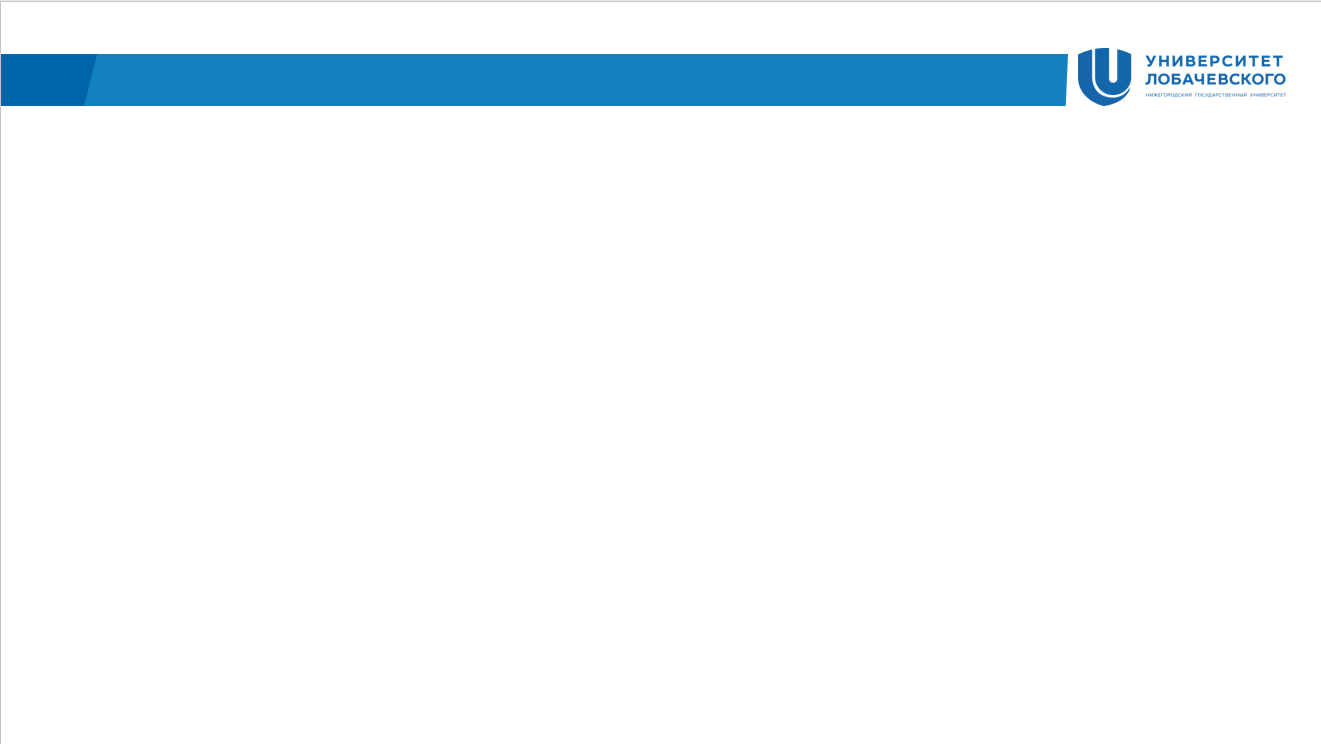 УНИВЕРСИТЕТ
ЛОБАЧЕВСКОГО
НИЖЕГОРОДСКИЙ ГОСУДАРСТВЕННЫЙ УНИВЕРСИТЕТ